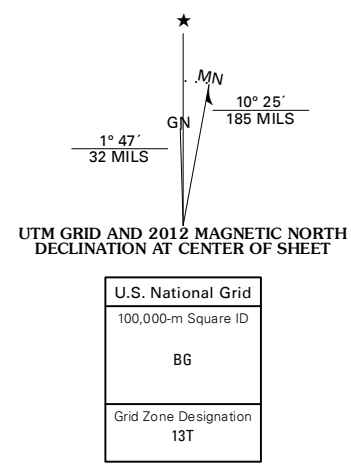 MN
GN
10° 25´
185 MILS
1° 47´
32 MILS
UTM GRID AND 2012 MAGNETIC NORTH
DECLINATION AT CENTER OF SHEET
U.S. National Grid
100,000-m Square ID
BG
Grid Zone Designation
13T